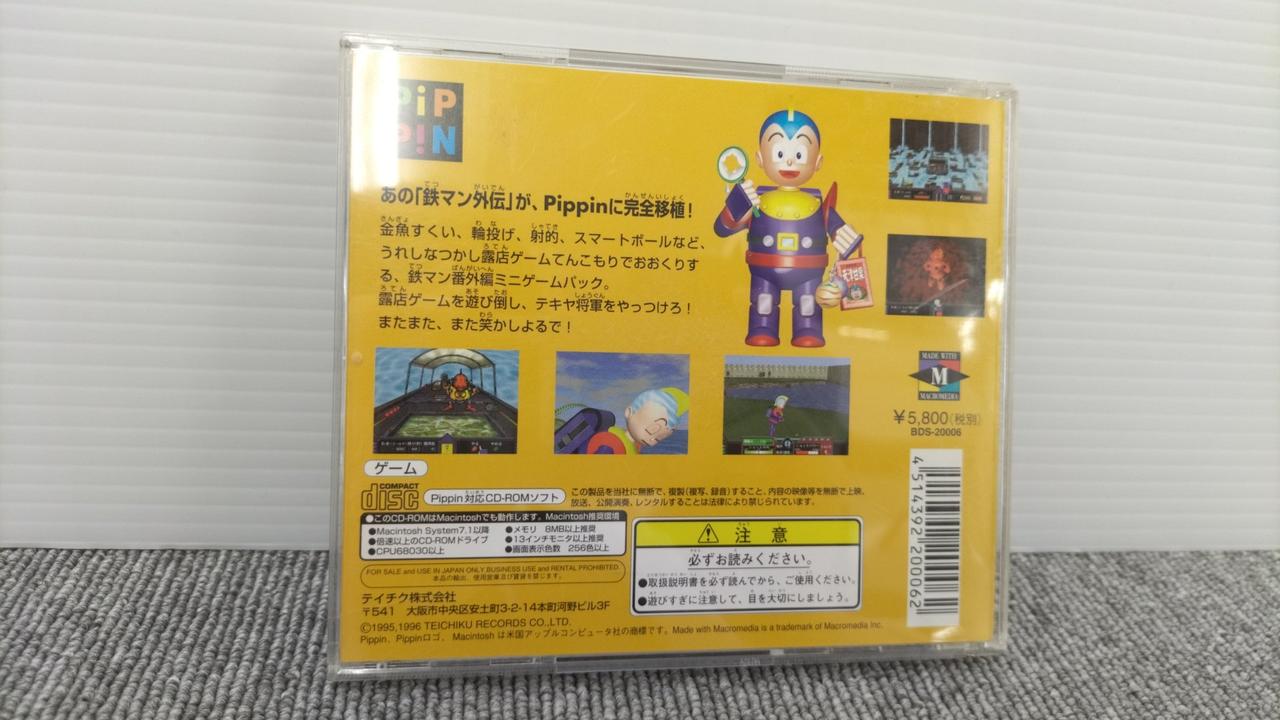 PiP
P!N
あの「鉄マン外伝」が、Pippinに完全移植！
金魚すくい、輪投げ、射的、スマートボールなど、
うれしなつかし露店ゲームてんこもりでおおくりす
る、鉄マン番外編ミニゲームパック。
露店ゲームを遊び倒し、テキヤ将軍をやっつけろ！
またまた、また笑かしよるで！
MADE WITH
M
MACROMEDIA
￥5,800(税別)
BDS-20006
4514392200062
ゲーム
COMPACT
disc
Pippin対応CD-ROMソフト
この製品を当社に無断で、複製(複写、録音)すること、内容の映像等を無断で上映、
放送、公開演奏、レンタルすることは法律により禁じられています。
●このCD-ROMはMacintoshでも動作します。Macintosh推奨環境
●Macintosh System7.1以降 ●メモリ 8MB以上推奨
●倍速以上のCD-ROMドライブ ●13インチモニタ以上推奨
●CPU68030以上 ●画面表示色数 256色以上
FOR SALE and USE IN JAPAN ONLY.BUSINESS USE and RENTAL PROHIBITED.
本品の輸出、使用営業及び賃貸を禁じます。
注意
必ずお読みください。
●取扱説明書を必ず読んでから、ご使用ください。
●遊びすぎに注意して、目を大切にしましょう。
テイチク株式会社
〒541 大阪市中央区安土町3-2-14本町河野ビル3F
©1995,1996 TEICHIKU RECORDS CO.,LTD.
Pippin、Pippinロゴ、Macintosh は米国アップルコンピュータ社の商標です。Made with Macromedia is a trademark of Macromedia Inc.